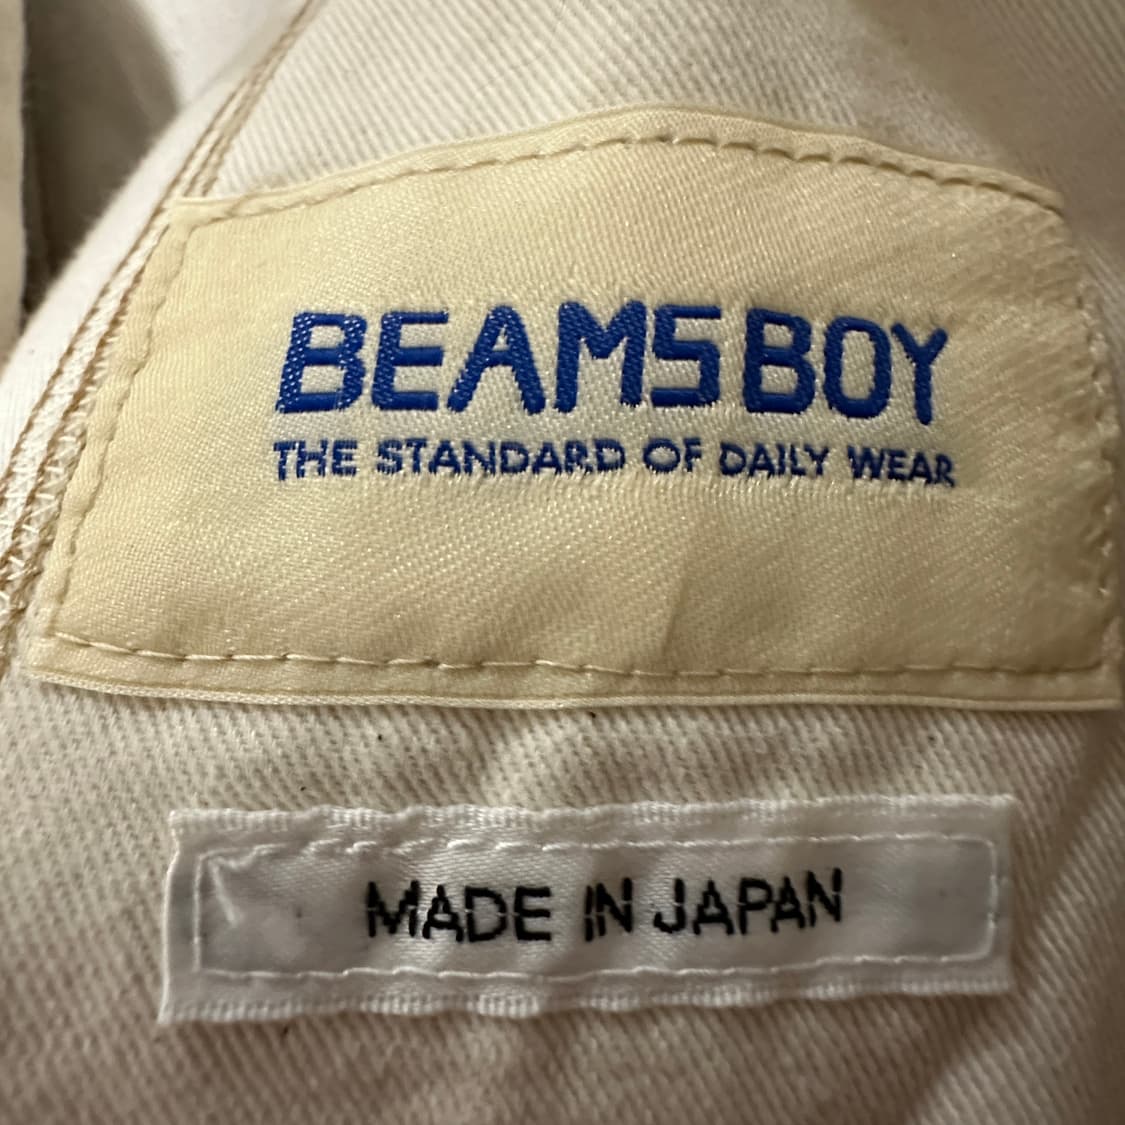 BEAMS BOY
THE STANDARD OF DAILY WEAR
MADE IN JAPAN